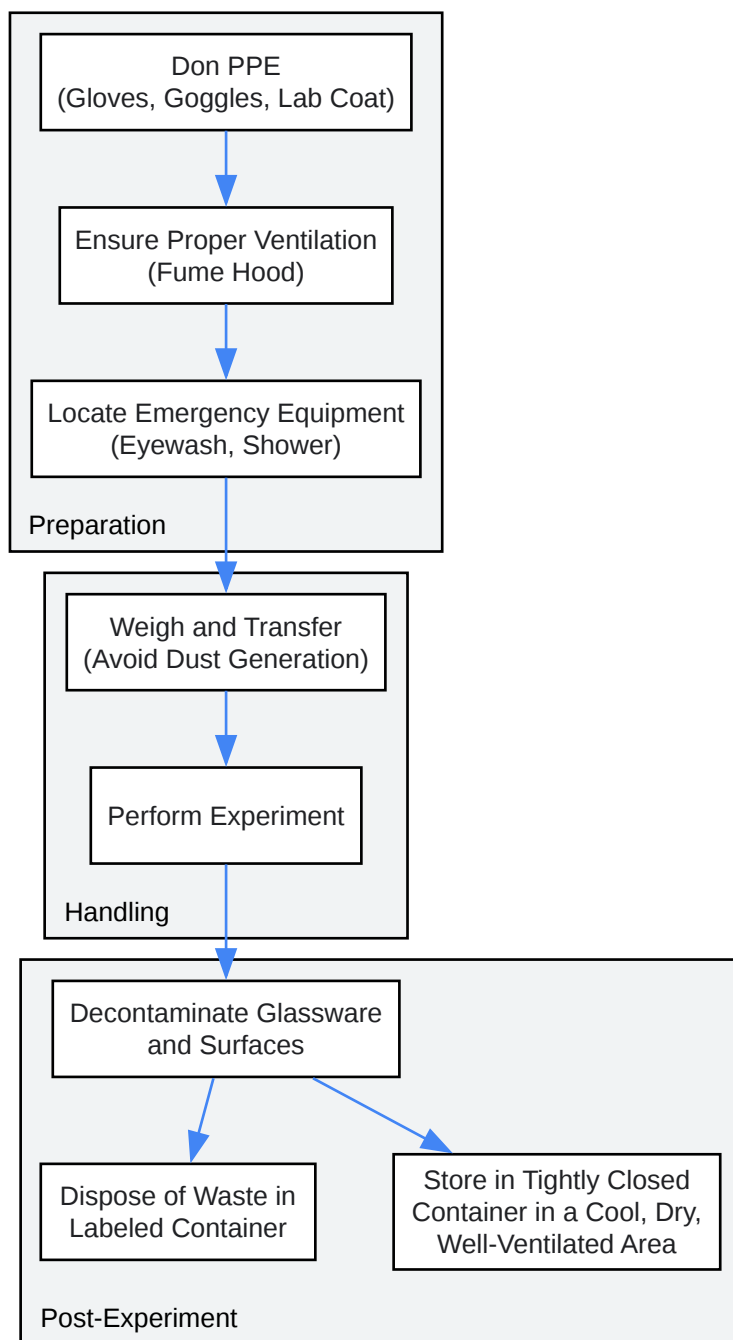 Don PPE
(Gloves, Goggles, Lab Coat)
Ensure Proper Ventilation
(Fume Hood)
Locate Emergency Equipment
(Eyewash, Shower)
Preparation
Weigh and Transfer
(Avoid Dust Generation)
Perform Experiment
Handling
Decontaminate Glassware
and Surfaces
Dispose of Waste in
Labeled Container
Store in Tightly Closed
Container in a Cool, Dry,
Well-Ventilated Area
Post-Experiment